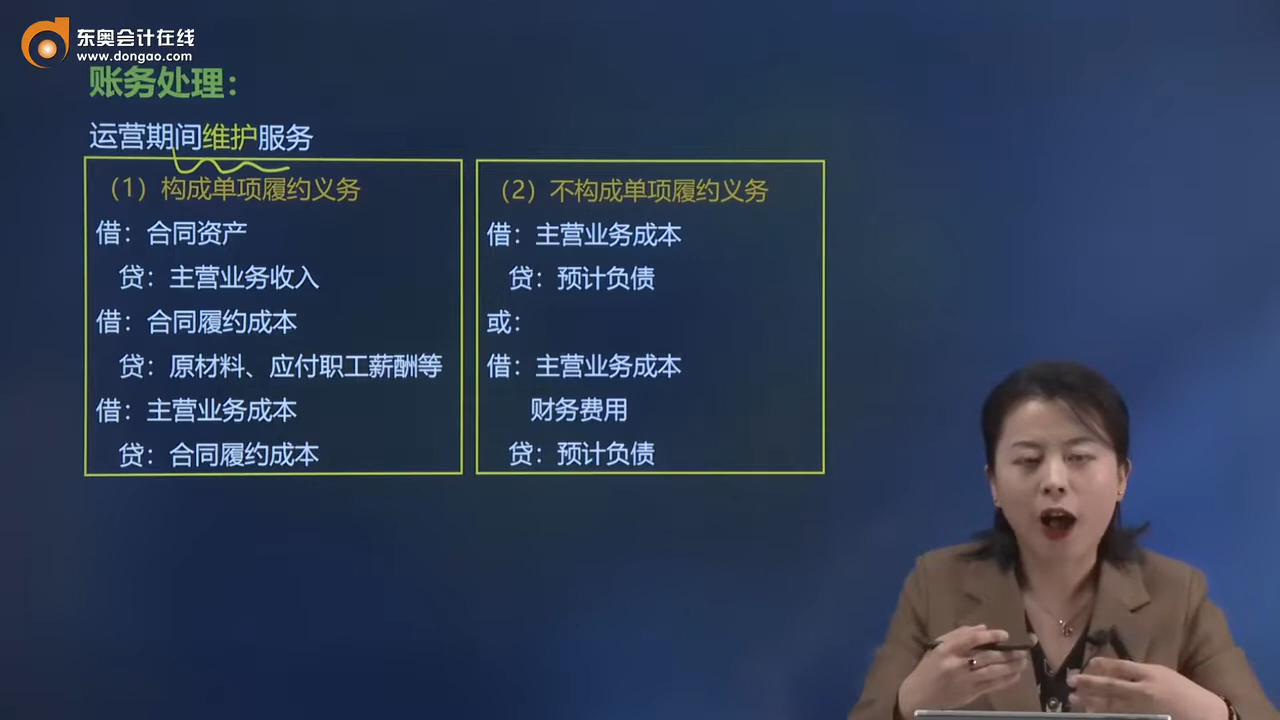 东奥会计在线
www.dongao.com
账务处理：
运营期间维护服务
（1）构成单项履约义务
借：合同资产
贷：主营业务收入
借：合同履约成本
贷：原材料、应付职工薪酬等
借：主营业务成本
贷：合同履约成本
（2）不构成单项履约义务
借：主营业务成本
贷：预计负债
或：
借：主营业务成本
财务费用
贷：预计负债